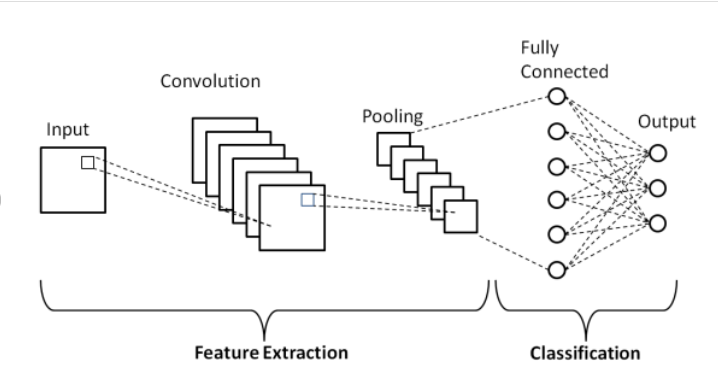 Input
Convolution
Pooling
Fully
Connected
Output
Feature Extraction
Classification